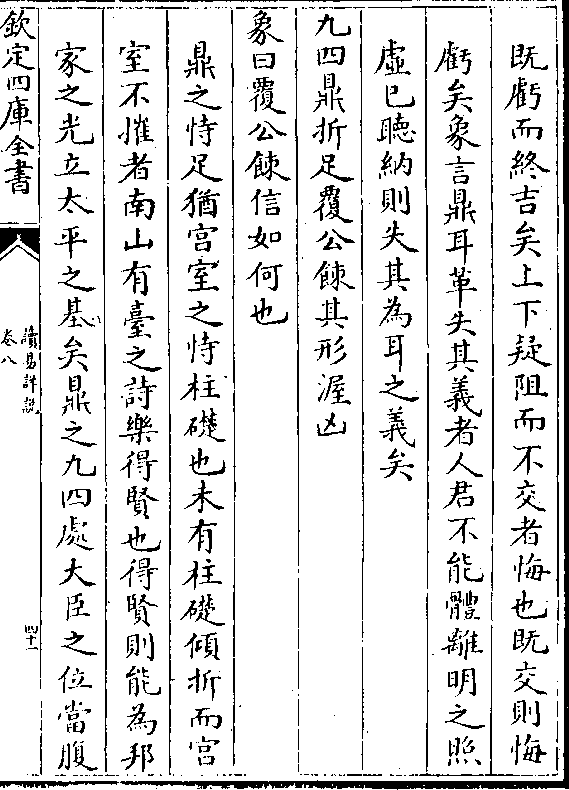 既虧而終吉矣上下疑阻而不交者悔也既交則悔
虧矣象言鼎耳革失其義者人君不能體離明之照
虛已聽納則失其為耳之義矣
九四鼎折足覆公餗其形渥凶
象曰覆公餗信如何也
鼎之恃足猶宫室之恃柱礎也未有柱礎傾折而宫
室不摧者南山有臺之詩樂得賢也得賢則能為邦
家之光立太平之基矣鼎之九四處大臣之位當腹
欽定四庫全書
讀易詳説
卷八
四十一